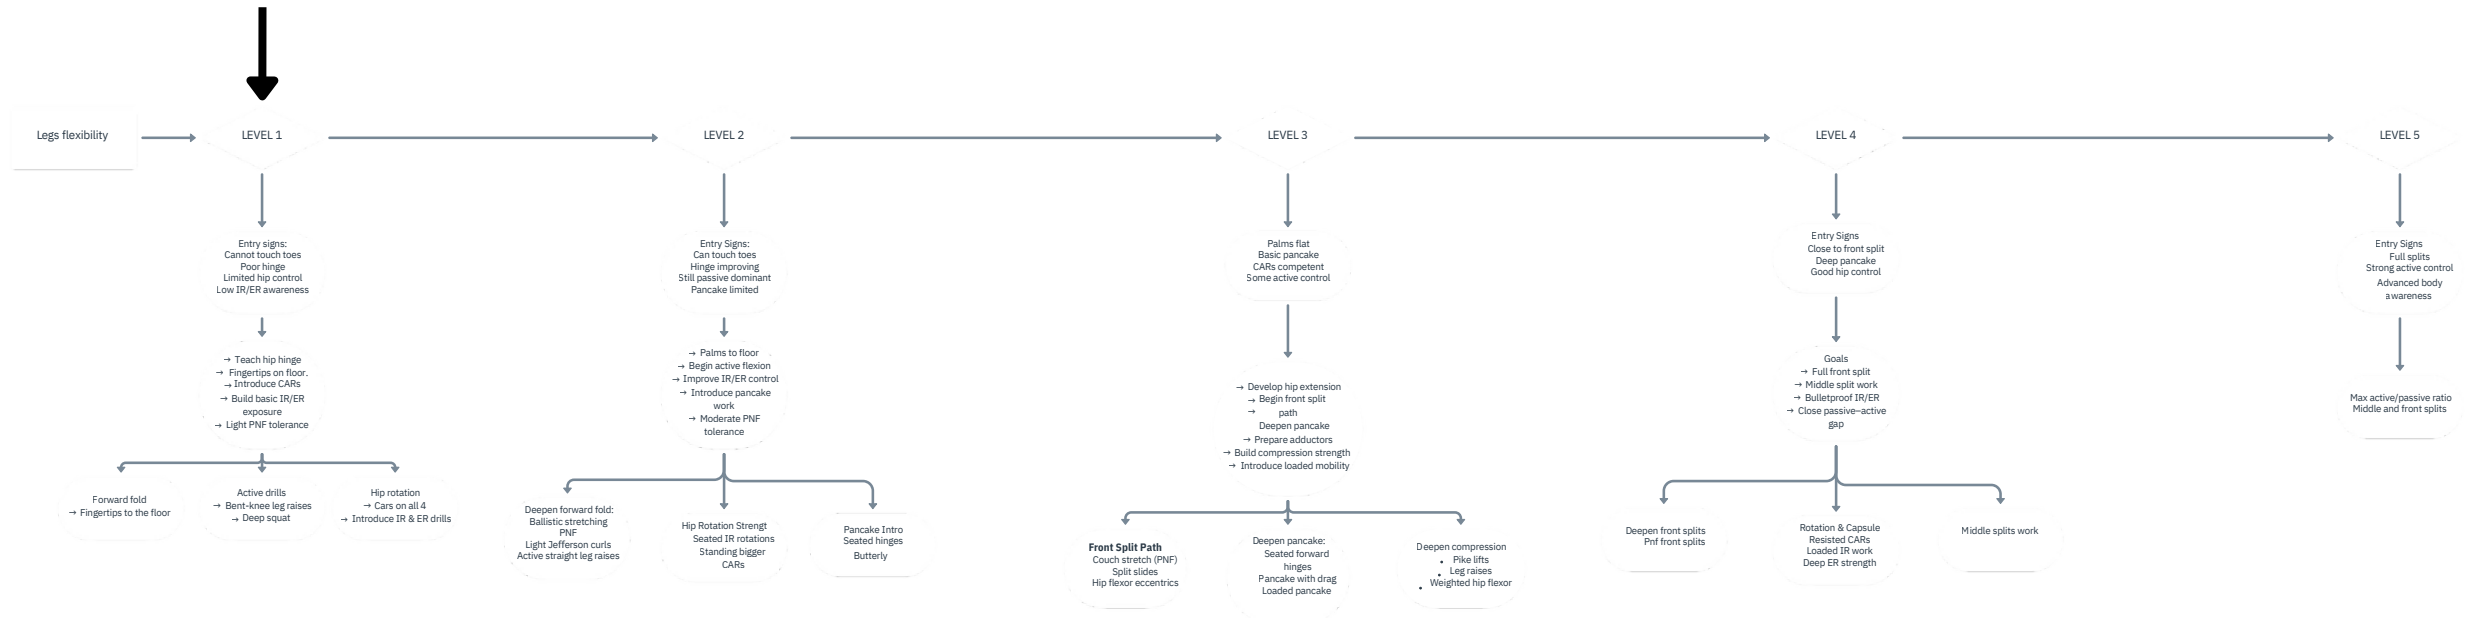 Legs flexibility
LEVEL 1
LEVEL 2
LEVEL 3
LEVEL 4
LEVEL 5
Entry signs:
Cannot touch toes
Poor hinge
Limited hip control
Low IR/ER awareness
→ Teach hip hinge
→ Fingertips on floor.
→ Introduce CARs
→ Build basic IR/ER
exposure
→ Light PNF tolerance
Forward fold
→ Fingertips to the floor
Active drills
→ Bent-knee leg raises
→ Deep squat
Hip rotation
→ Cars on all 4
→ Introduce IR & ER drills
Entry Signs:
Can touch toes
Hinge improving
Still passive dominant
Pancake limited
→ Palms to floor
→ Begin active flexion
→ Improve IR/ER control
→ Introduce pancake
work
→ Moderate PNF
tolerance
Deepen forward fold:
Ballistic stretching
PNF
Light Jefferson curls
Active straight leg raises
Hip Rotation Strengt
Seated IR rotations
Standing bigger
CARs
Pancake Intro
Seated hinges
Butterly
Palms flat
Basic pancake
CARs competent
Some active control
→ Develop hip extension
→ Begin front split
→ path
Deepen pancake
→ Prepare adductors
→ Build compression strength
→ Introduce loaded mobility
Front Split Path
Couch stretch (PNF)
Split slides
Hip flexor eccentrics
Deepen pancake:
Seated forward
hinges
Pancake with drag
Loaded pancake
Deepen compression
• Pike lifts
• Leg raises
• Weighted hip flexor
Entry Signs
Close to front split
Deep pancake
Good hip control
Goals
→ Full front split
→ Middle split work
→ Bulletproof IR/ER
→ Close passive–active
gap
Deepen front splits
Pnf front splits
Rotation & Capsule
Resisted CARs
Loaded IR work
Deep ER strength
Middle splits work
Entry Signs
Full splits
Strong active control
Advanced body
awareness
Max active/passive ratio
Middle and front splits